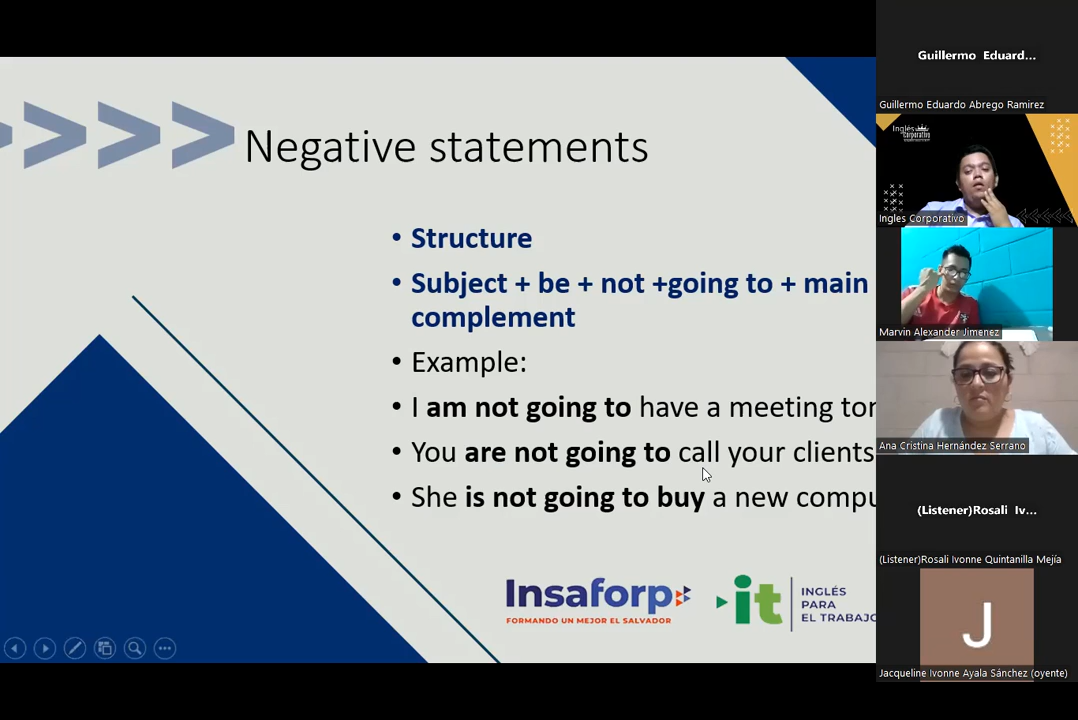 Negative statements
• Structure
• Subject + be + not +going to + main
complement
• Example:
• I am not going to have a meeting
• You are not going to call your clients
• She is not going to buy a new
Insaforp
FORMANDO UN MEJOR EL SALVADOR
it
INGLÉS
PARA
EL TRABAJO
Guillermo Eduard...
Guillermo Eduardo Abrego Ramirez
Inglés
Corporativo
Ingles Corporativo
Marvin Alexander Jimenez
Ana Cristina Hernández Serrano
(Listener)Rosali Iv...
(Listener)Rosali Ivonne Quintanilla Mejía
J
Jacqueline Ivonne Ayala Sánchez (oyente)